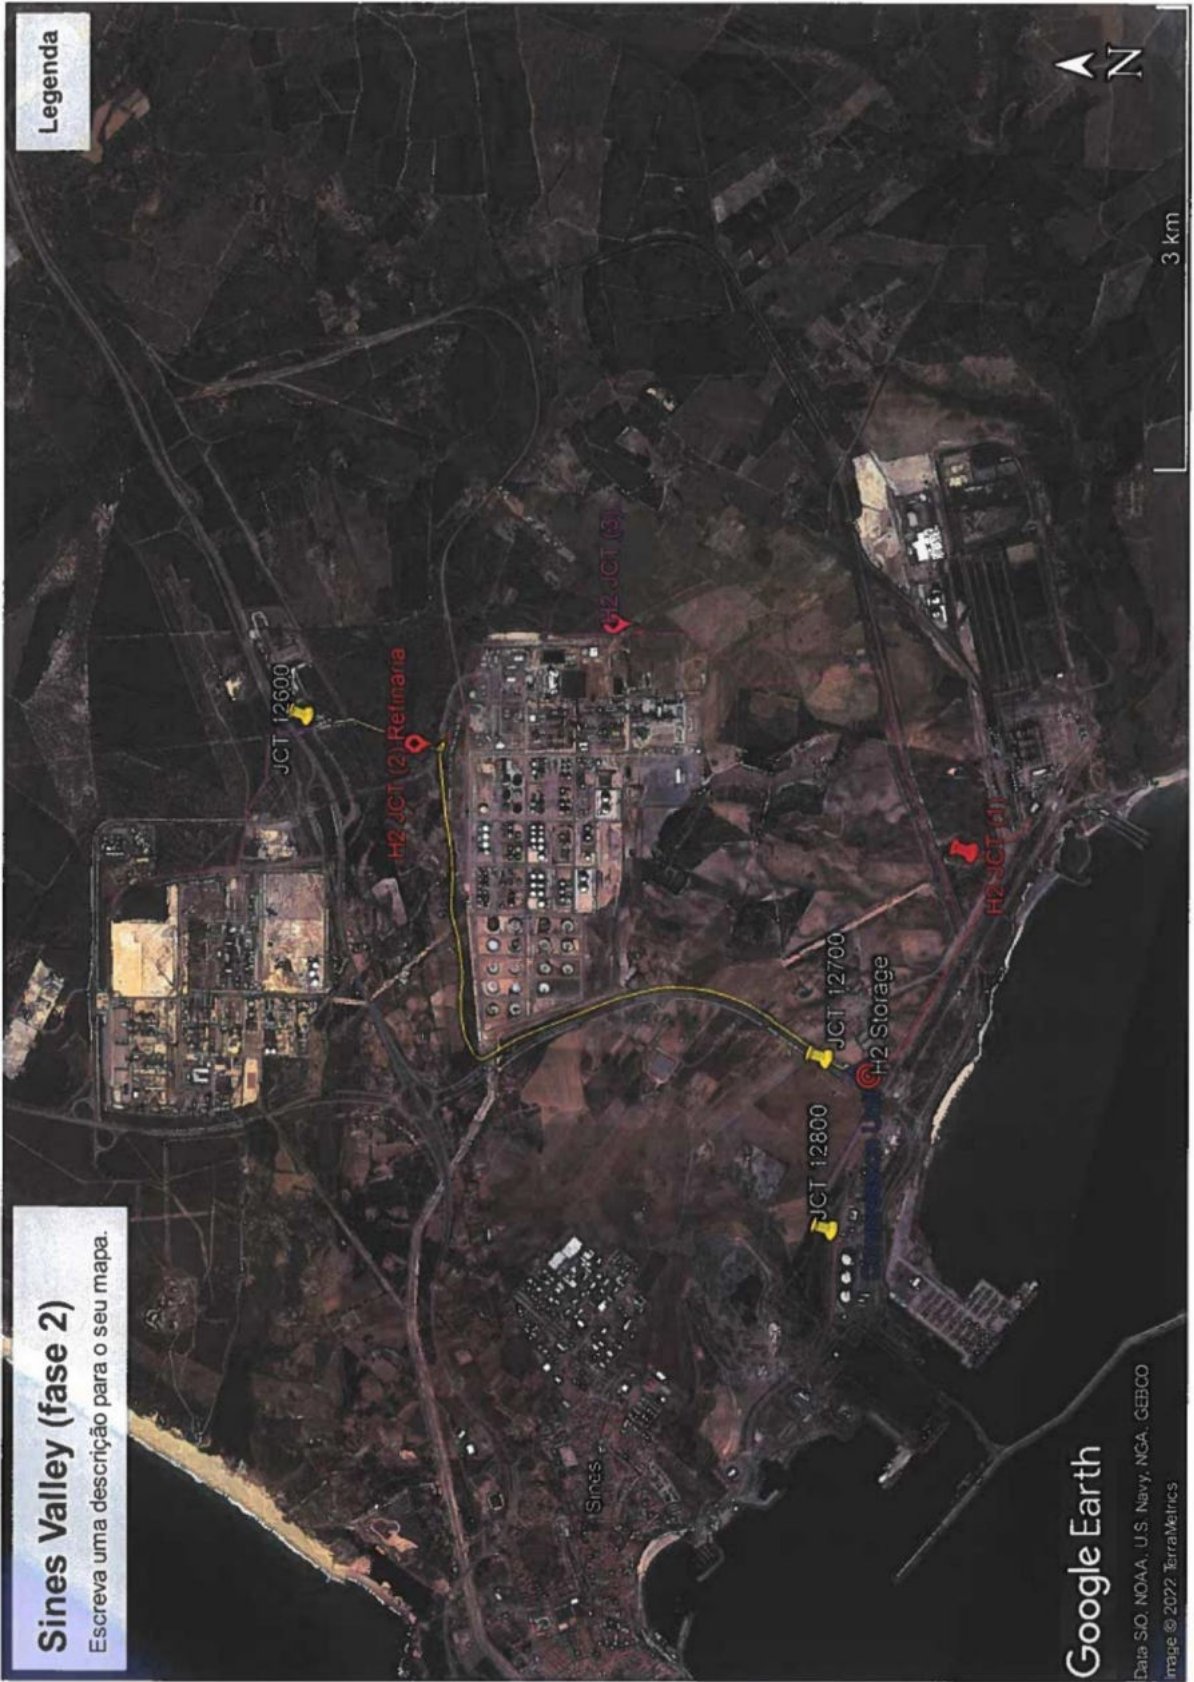 Sines Valley (fase 2)
Escreva uma descrição para o seu mapa.
Legenda
JCT 12600
H2 JCT (2) Refinaria
H2 JCT (3)
JCT 12700
H2 Storage
JCT 12800
H2 JCT (1)
Sines
N
3 km
Google Earth
Data SIO, NOAA, U.S. Navy, NGA, GEBCO
Image © 2022 TerraMetrics